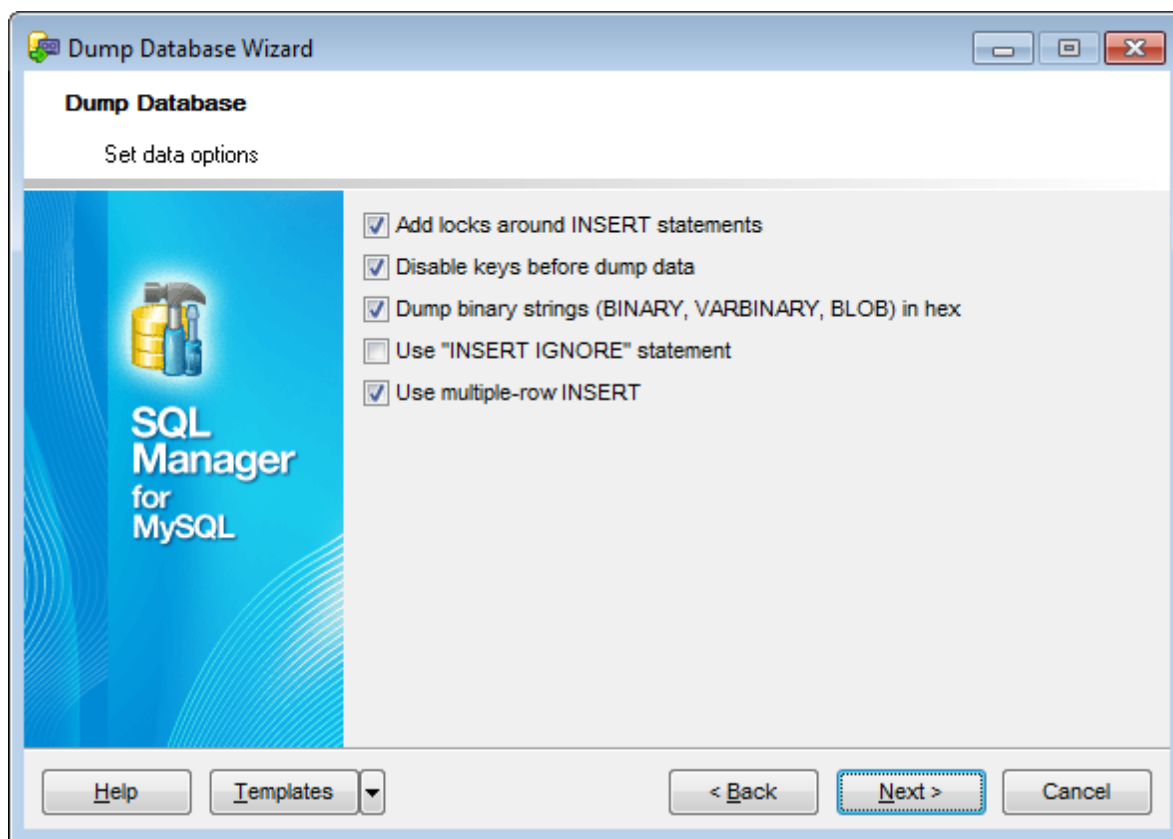 Dump Database Wizard
Dump Database
Set data options
Add locks around INSERT statements
Disable keys before dump data
Dump binary strings (BINARY, VARBINARY, BLOB) in hex
Use "INSERT IGNORE" statement
Use multiple-row INSERT
SQL
Manager
for
MySQL
Help Templates < Back Next > Cancel